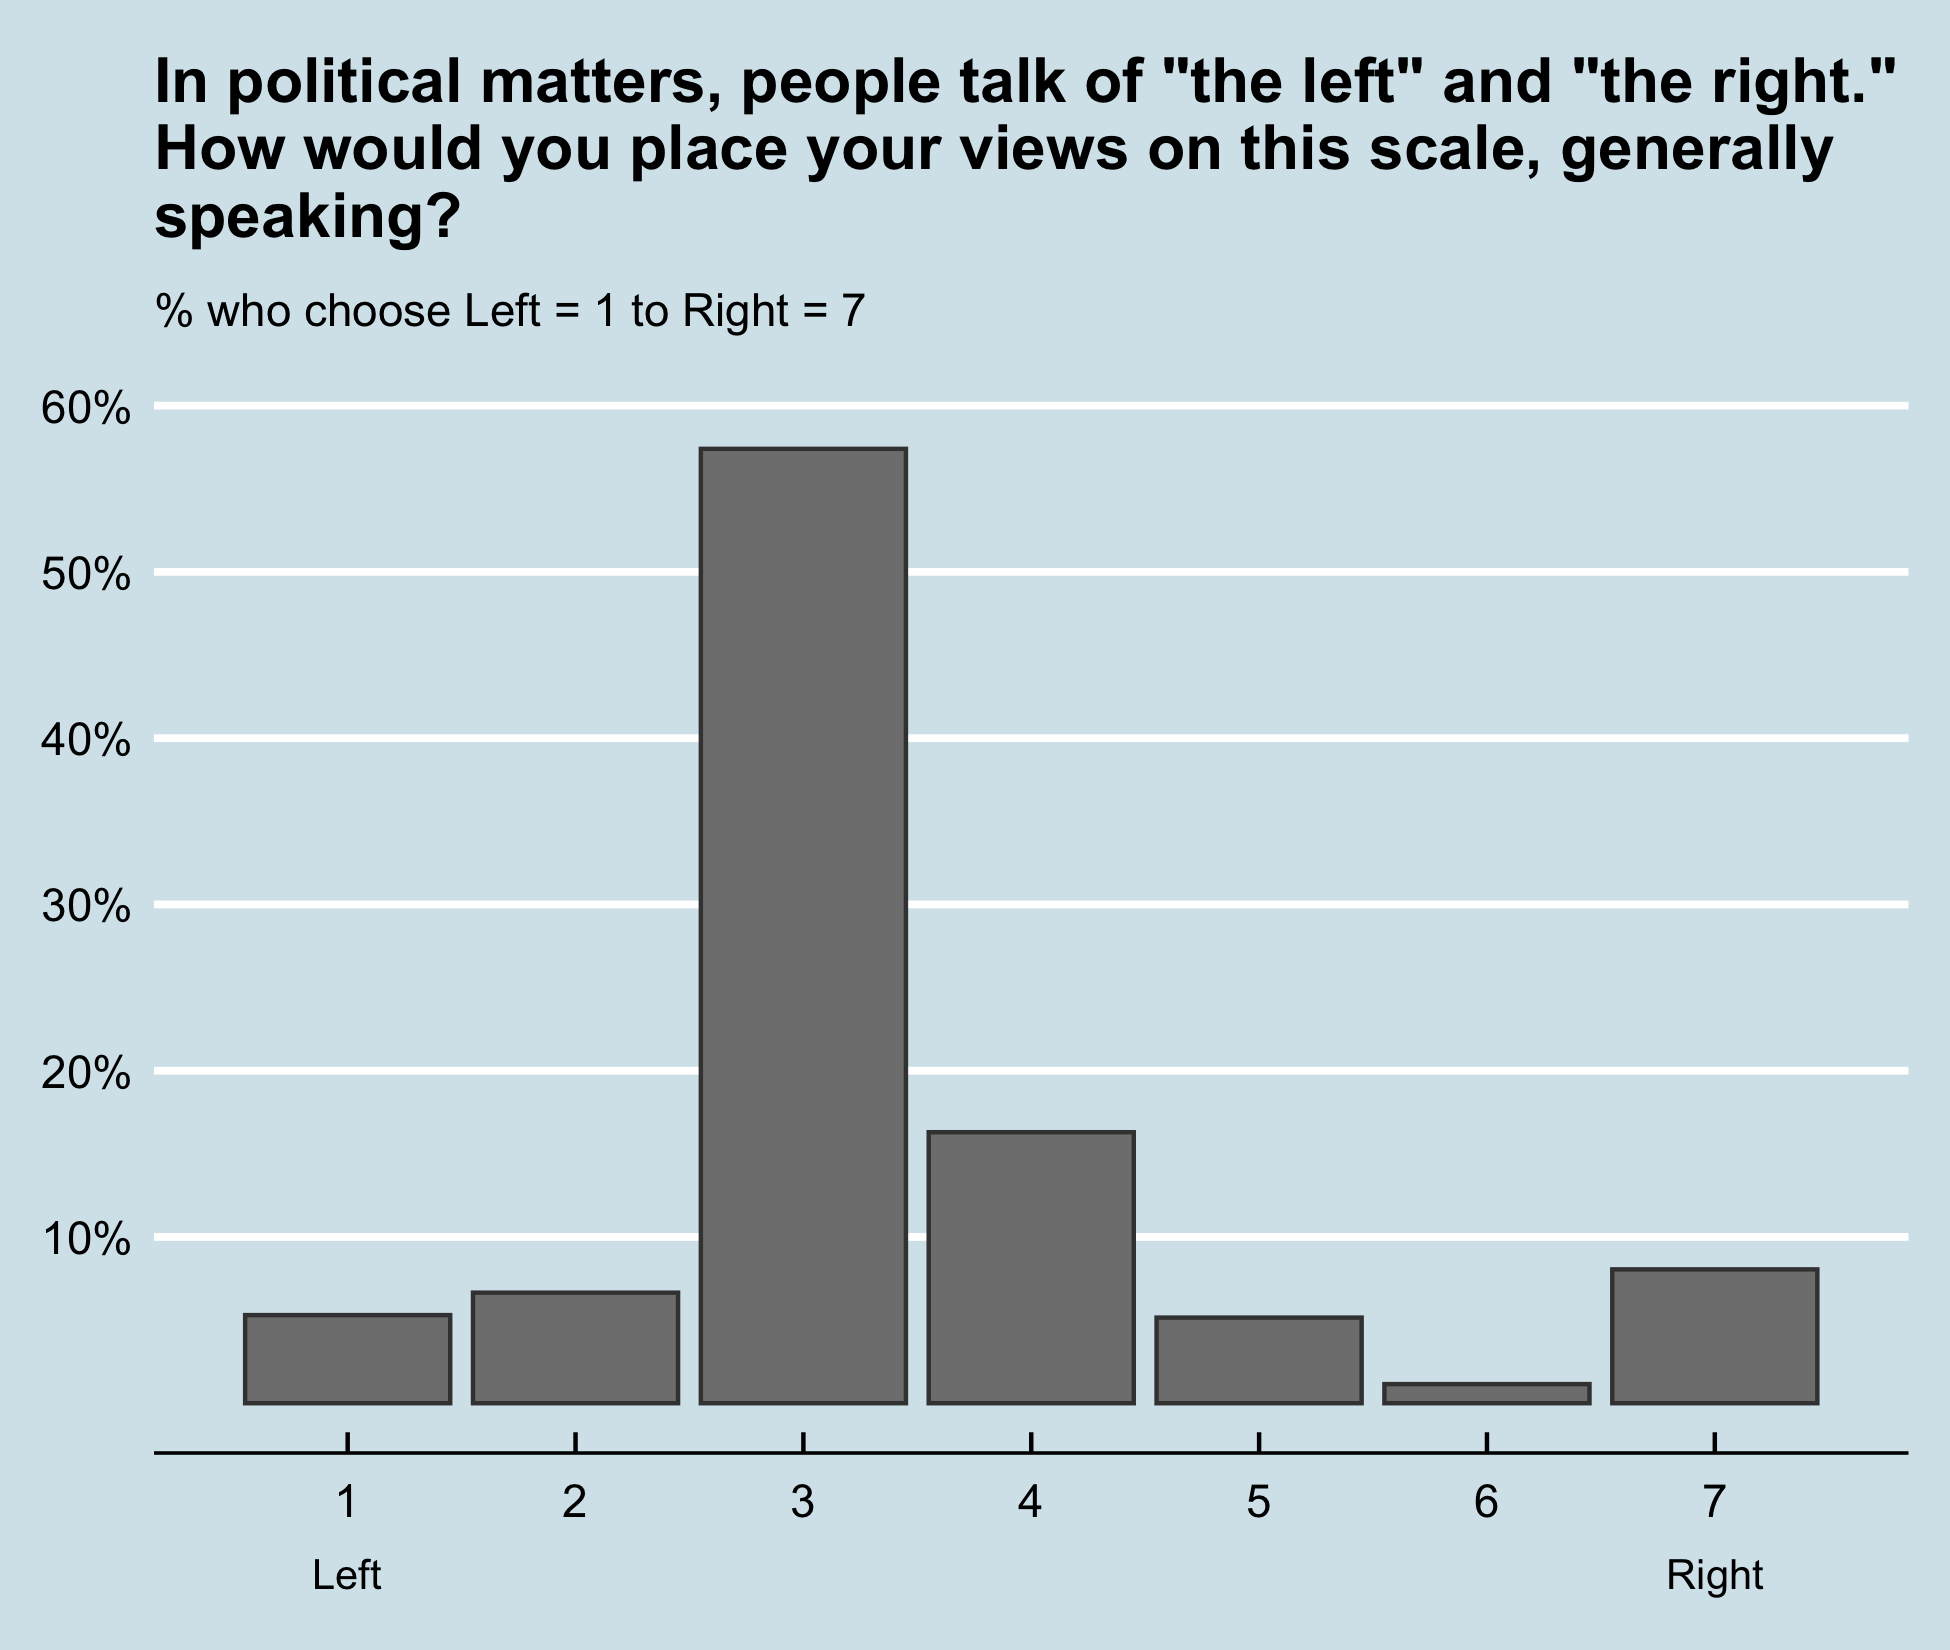 In political matters, people talk of "the left" and "the right."
How would you place your views on this scale, generally
speaking?
% who choose Left = 1 to Right = 7
60%
50%
40%
30%
20%
10%
1 2 3 4 5 6 7
Left Right